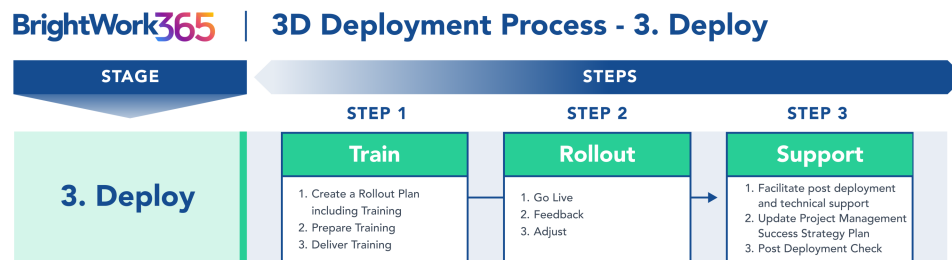 BrightWork365
3D Deployment Process - 3. Deploy
STAGE
STEPS
STEP 1
STEP 2
STEP 3
3. Deploy
Train
1. Create a Rollout Plan
including Training
2. Prepare Training
3. Deliver Training
Rollout
1. Go Live
2. Feedback
3. Adjust
Support
1. Facilitate post deployment
and technical support
2. Update Project Management
Success Strategy Plan
3. Post Deployment Check